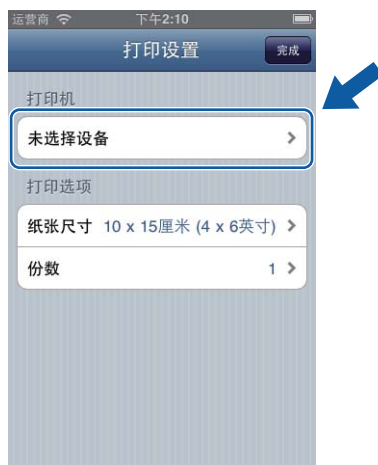 运营商 下午2:10
打印设置 完成
打印机
未选择设备
打印选项
纸张尺寸 10 x 15厘米 (4 x 6英寸)
份数 1